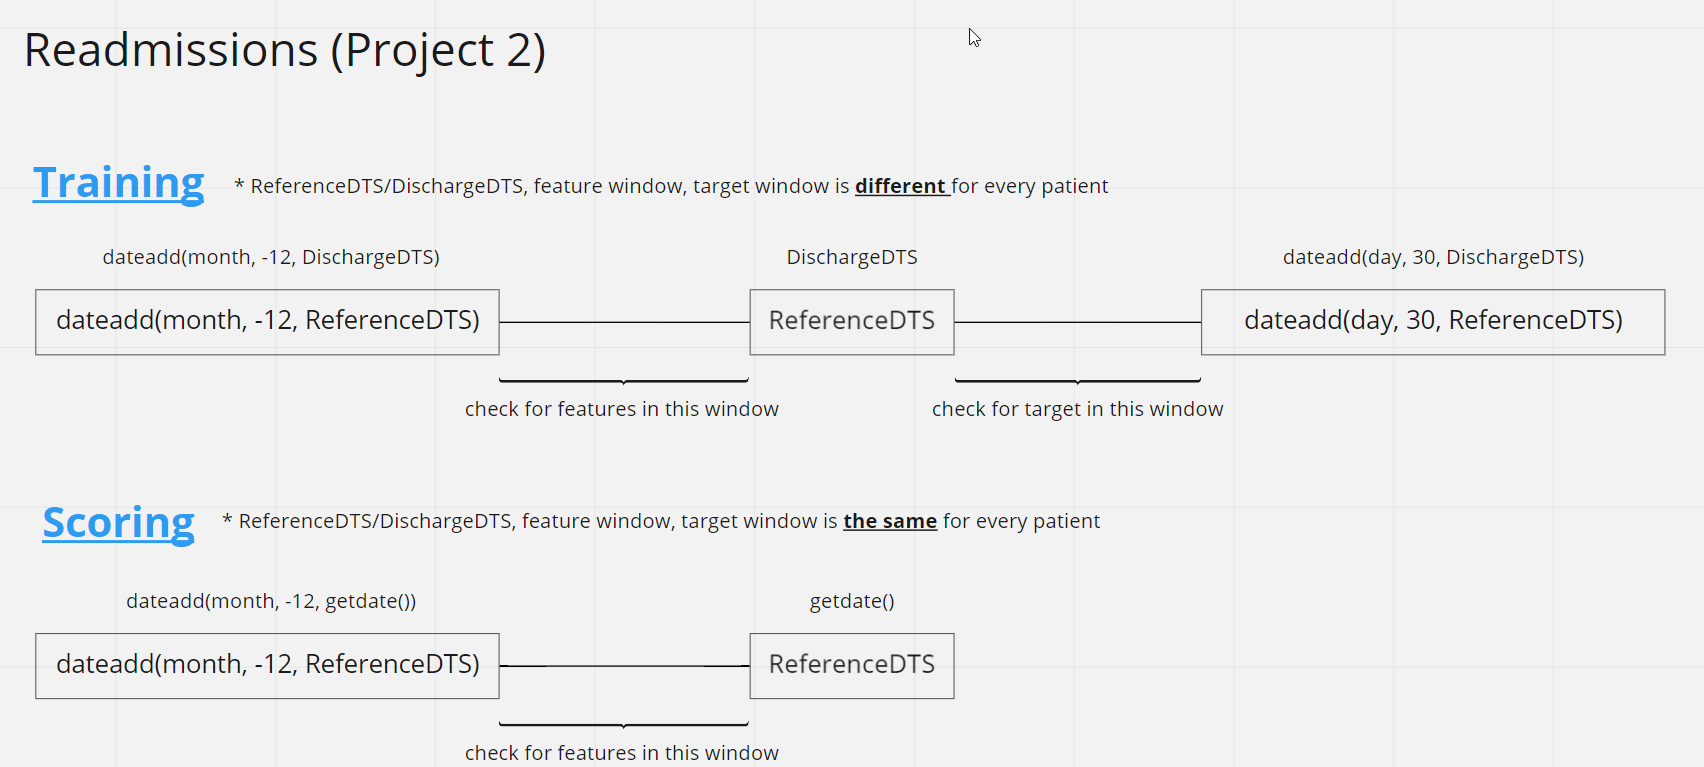 Readmissions (Project 2)
Training * ReferenceDTS/DischargeDTS, feature window, target window is different for every patient
dateadd(month, -12, DischargeDTS) DischargeDTS dateadd(day, 30, DischargeDTS)
dateadd(month, -12, ReferenceDTS) ReferenceDTS dateadd(day, 30, ReferenceDTS)
check for features in this window check for target in this window
Scoring * ReferenceDTS/DischargeDTS, feature window, target window is the same for every patient
dateadd(month, -12, getdate()) getdate()
dateadd(month, -12, ReferenceDTS) ReferenceDTS
check for features in this window